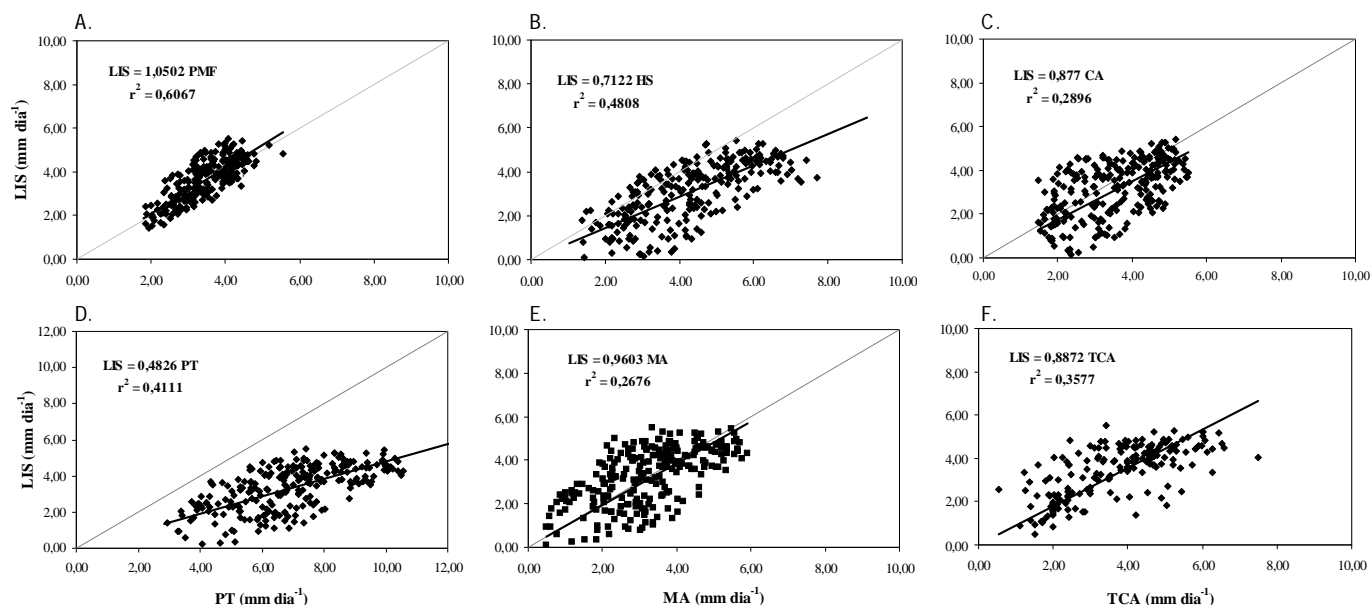 A.
B.
C.
10,00
8,00
6,00
4,00
2,00
0,00
LIS (mm dia-1)
LIS = 1,0502 PMF
r2 = 0,6067
0,00 2,00 4,00 6,00 8,00 10,00
10,00
8,00
6,00
4,00
2,00
0,00
LIS = 0,7122 HS
r2 = 0,4808
0,00 2,00 4,00 6,00 8,00 10,00
10,00
8,00
6,00
4,00
2,00
0,00
LIS = 0,877 CA
r2 = 0,2896
0,00 2,00 4,00 6,00 8,00 10,00
D.
E.
F.
12,00
10,00
8,00
6,00
4,00
2,00
0,00
LIS (mm dia-1)
LIS = 0,4826 PT
r2 = 0,4111
0,00 2,00 4,00 6,00 8,00 10,00 12,00
PT (mm dia-1)
10,00
8,00
6,00
4,00
2,00
0,00
LIS = 0,9603 MA
r2 = 0,2676
0,00 2,00 4,00 6,00 8,00 10,00
MA (mm dia-1)
10,00
8,00
6,00
4,00
2,00
0,00
LIS = 0,8872 TCA
r2 = 0,3577
0,00 2,00 4,00 6,00 8,00 10,00
TCA (mm dia-1)